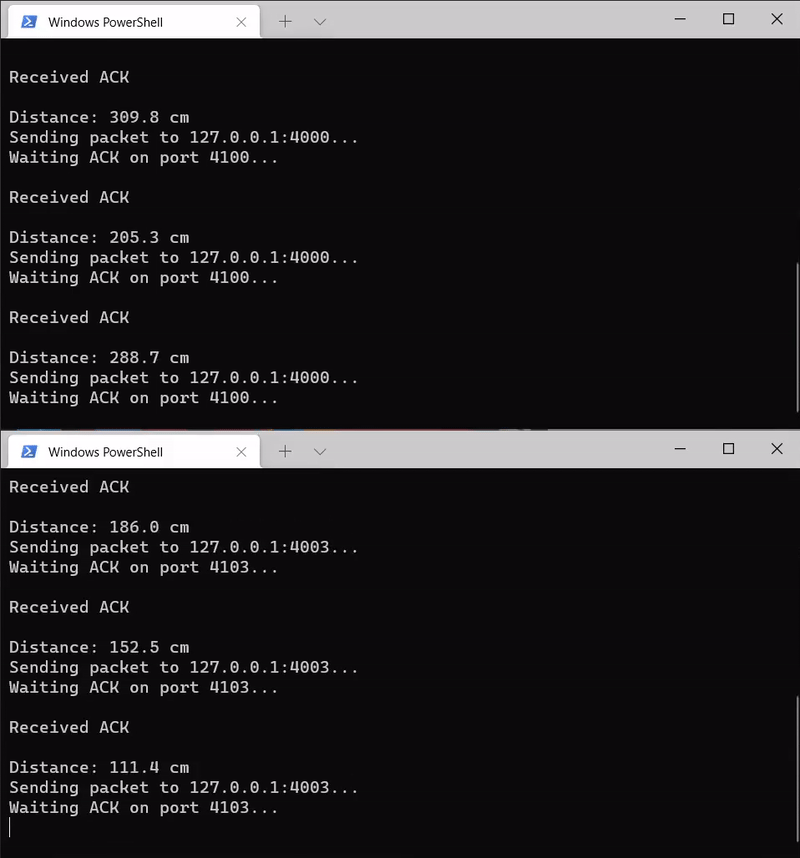 Windows PowerShell
Received ACK
Distance: 309.8 cm
Sending packet to 127.0.0.1:4000...
Waiting ACK on port 4100...
Received ACK
Distance: 205.3 cm
Sending packet to 127.0.0.1:4000...
Waiting ACK on port 4100...
Received ACK
Distance: 288.7 cm
Sending packet to 127.0.0.1:4000...
Waiting ACK on port 4100...
Windows PowerShell
Received ACK
Distance: 186.0 cm
Sending packet to 127.0.0.1:4003...
Waiting ACK on port 4103...
Received ACK
Distance: 152.5 cm
Sending packet to 127.0.0.1:4003...
Waiting ACK on port 4103...
Received ACK
Distance: 111.4 cm
Sending packet to 127.0.0.1:4003...
Waiting ACK on port 4103...